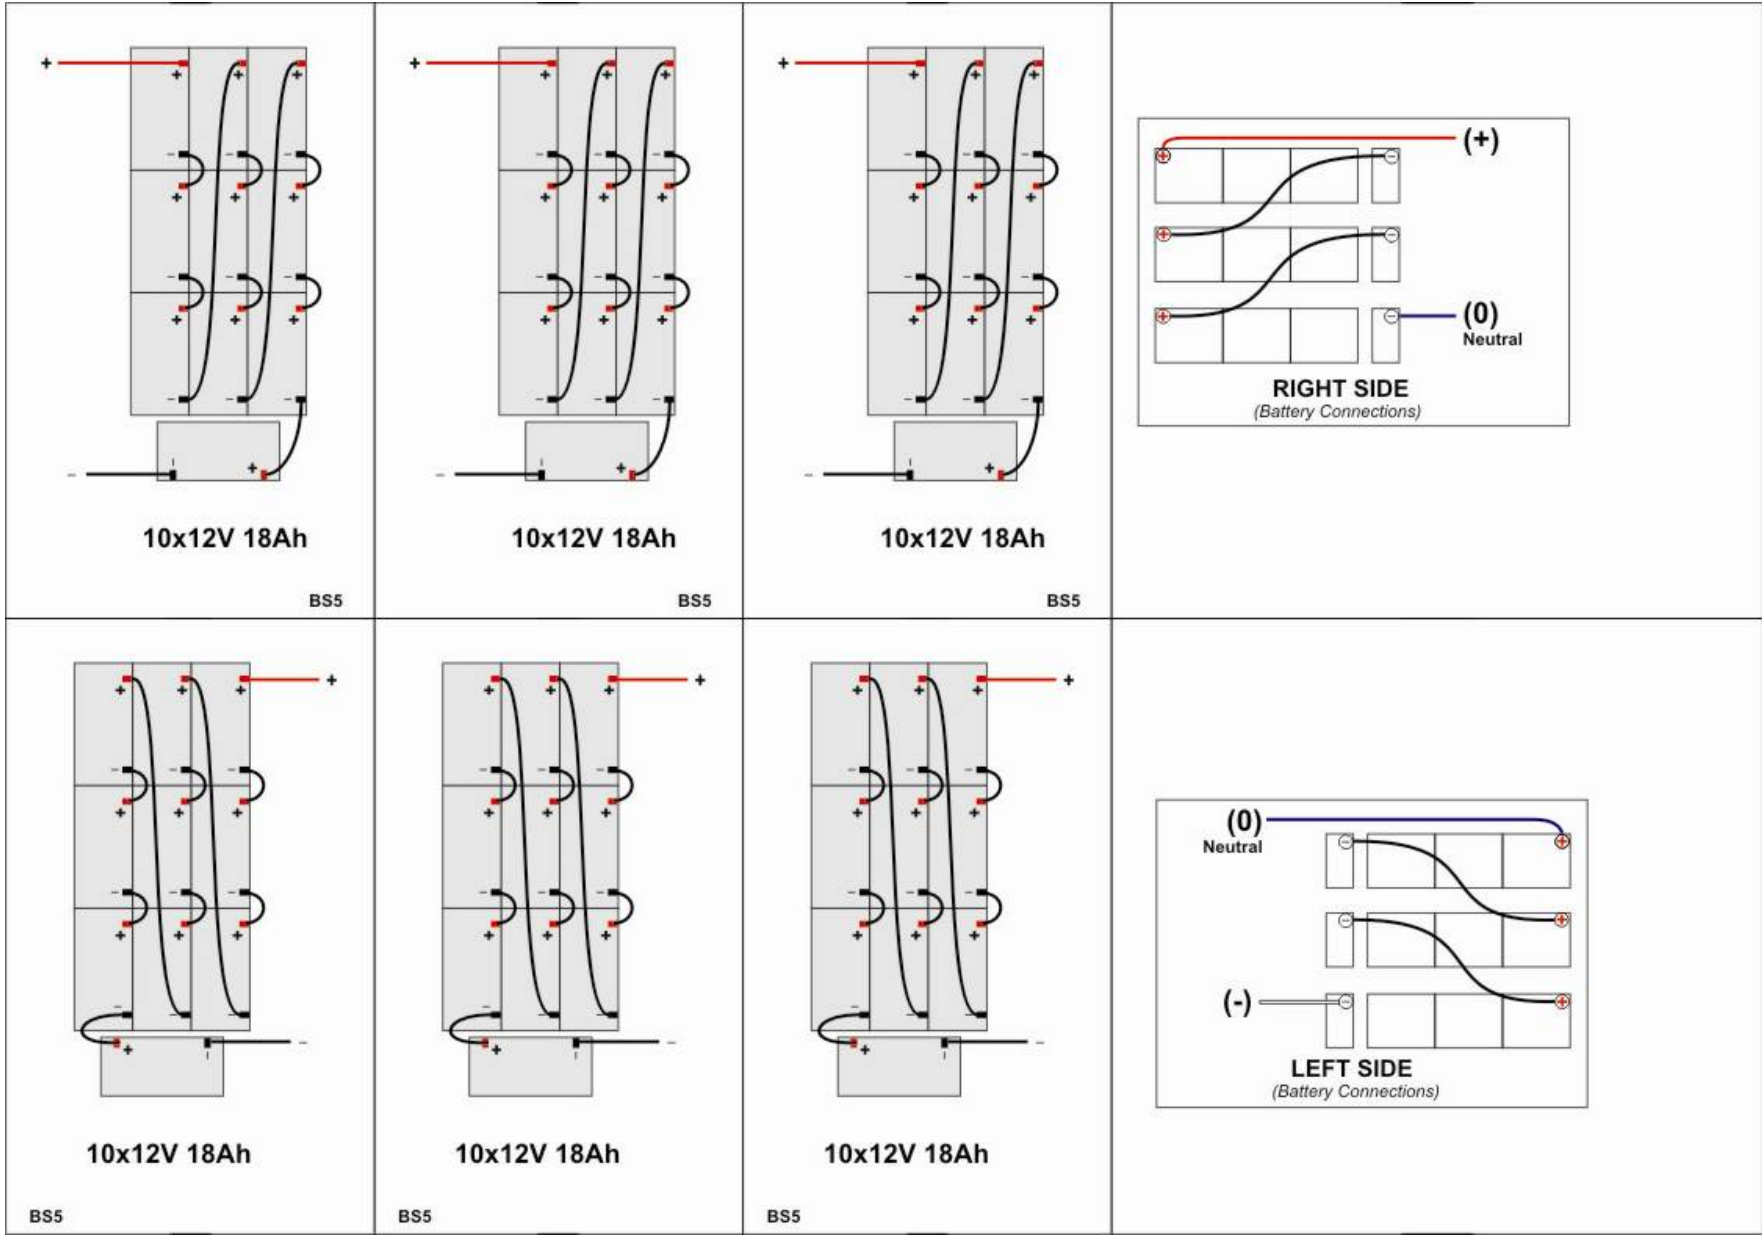 10x12V 18Ah
BS5
10x12V 18Ah
BS5
10x12V 18Ah
BS5
(+)
(0)
Neutral
RIGHT SIDE
(Battery Connections)
10x12V 18Ah
BS5
10x12V 18Ah
BS5
10x12V 18Ah
BS5
(0)
Neutral
(-)
LEFT SIDE
(Battery Connections)